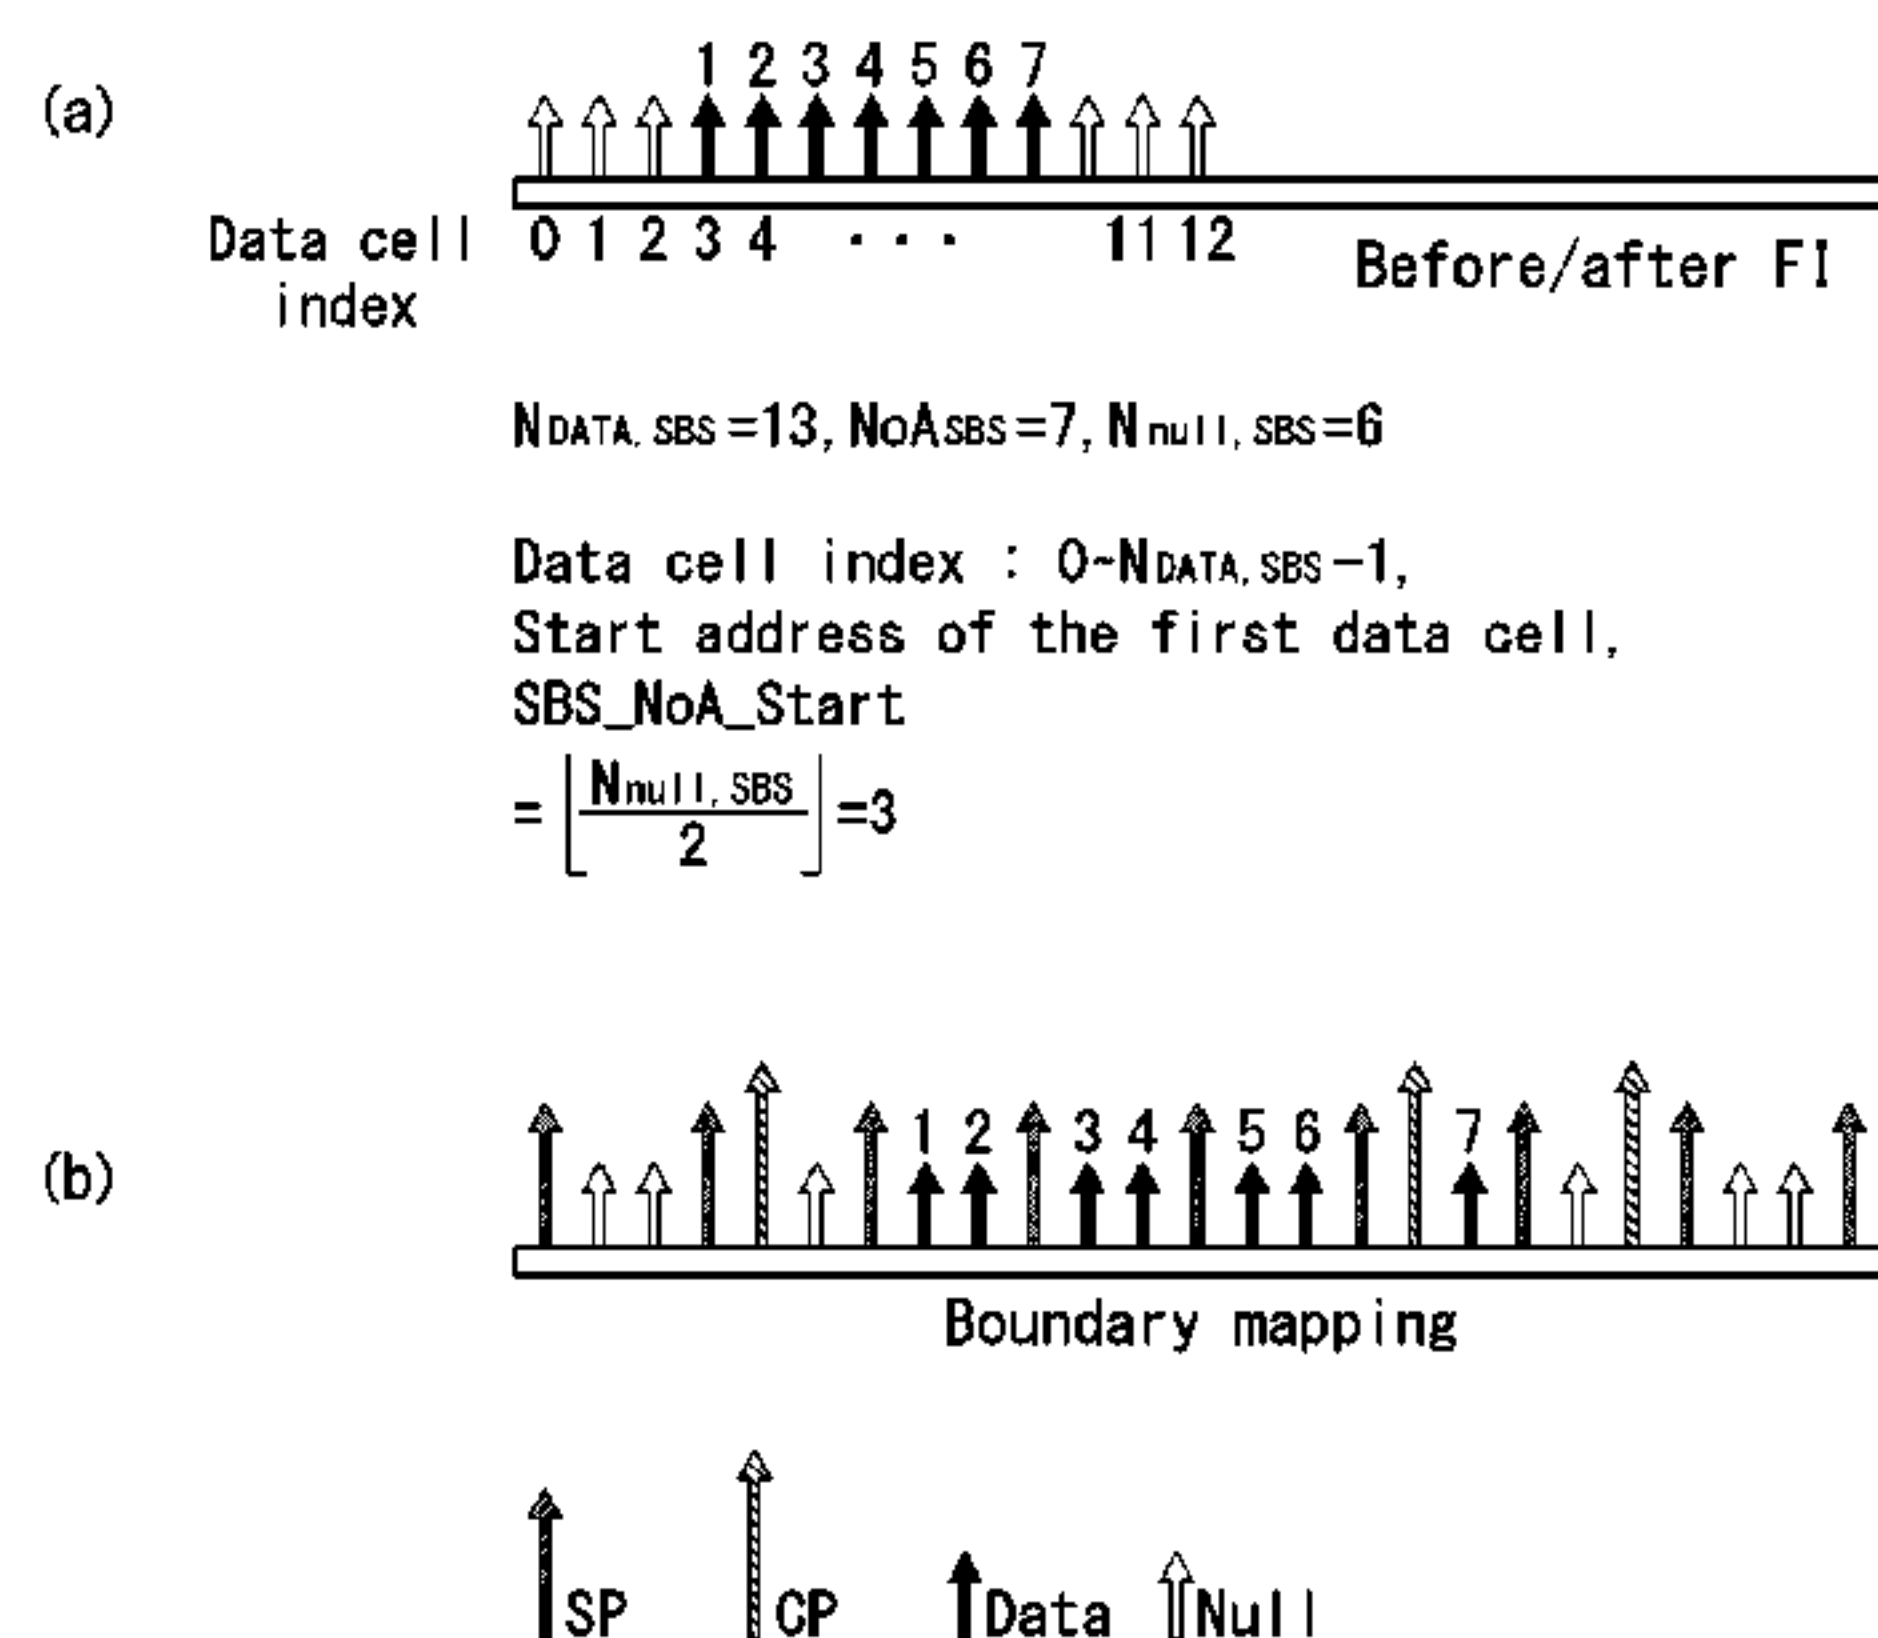 (a)
1 2 3 4 5 6 7
Data cell index
0 1 2 3 4 ··· 11 12
Before/after FI
NDATA, SBS=13, NoASBS=7, Nnull, SBS=6
Data cell index : 0~NDATA, SBS-1,
Start address of the first data cell,
SBS_NoA_Start
= ⌊Nnull, SBS / 2⌋ =3
(b)
1 2 3 4 5 6 7
Boundary mapping
SP CP Data Null